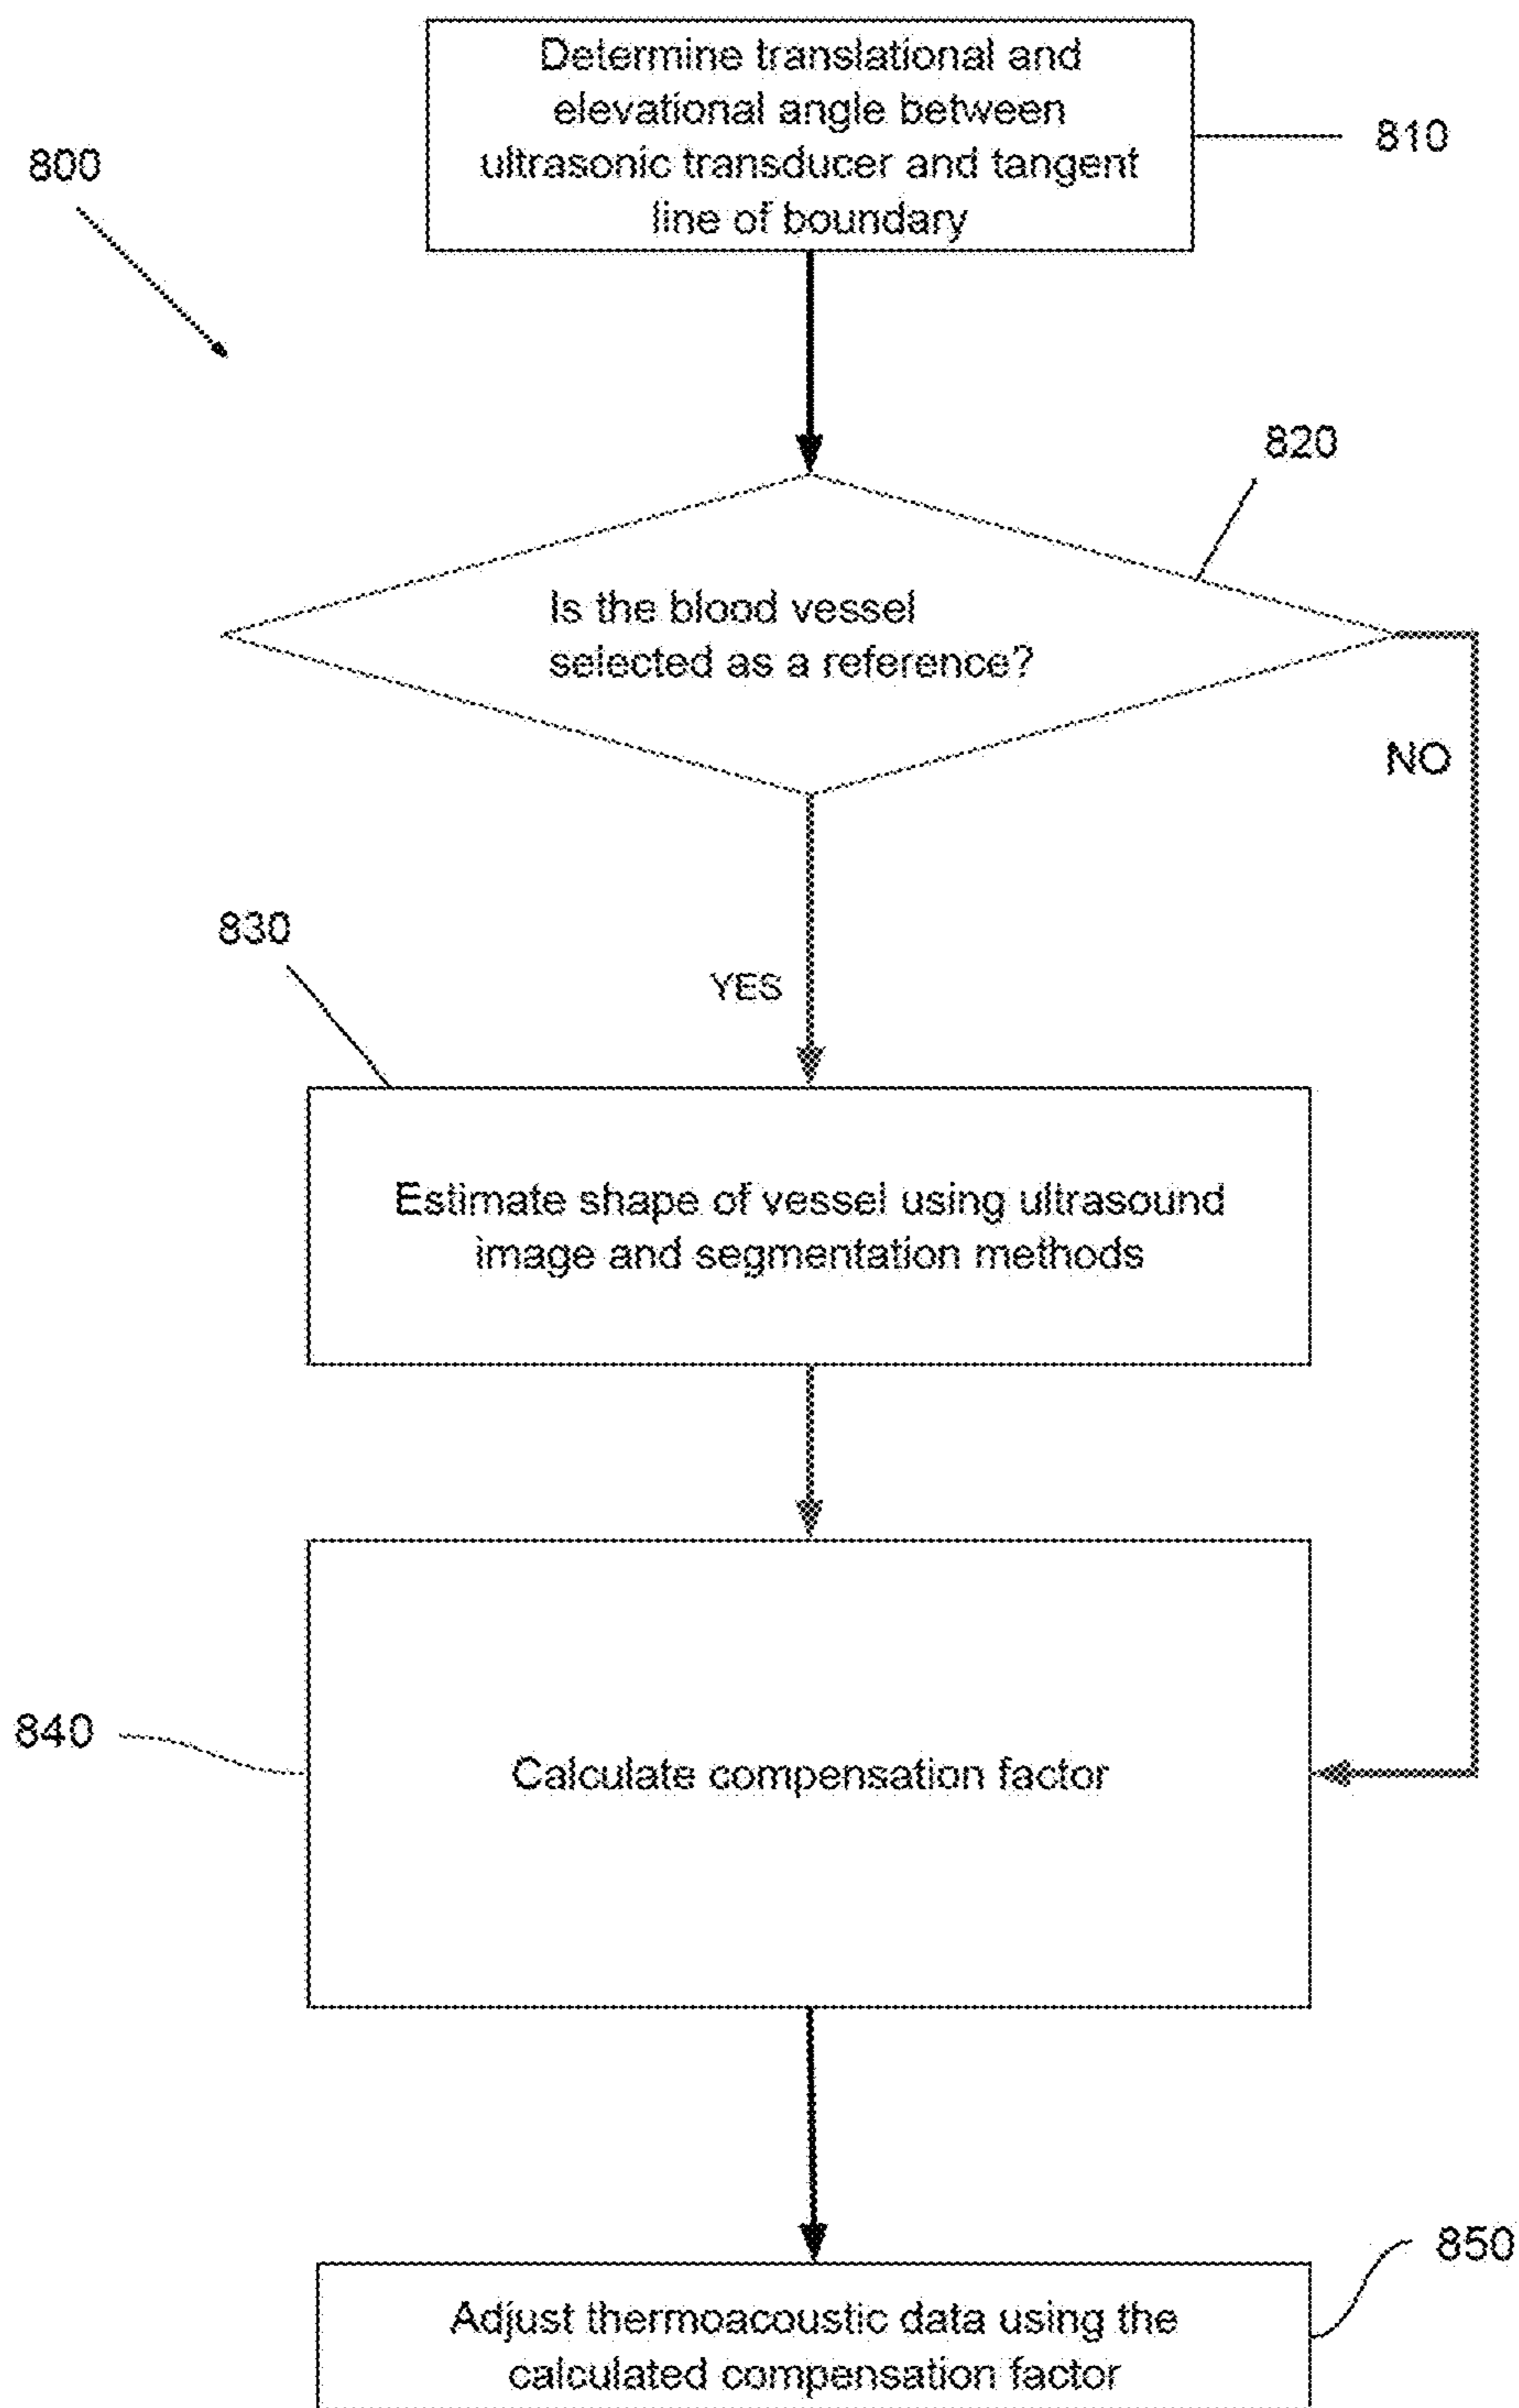 Determine translational and
elevational angle between
ultrasonic transducer and tangent
line of boundary
810
800
820
Is the blood vessel
selected as a reference?
NO
830
YES
Estimate shape of vessel using ultrasound
image and segmentation methods
840
Calculate compensation factor
850
Adjust thermoacoustic data using the
calculated compensation factor